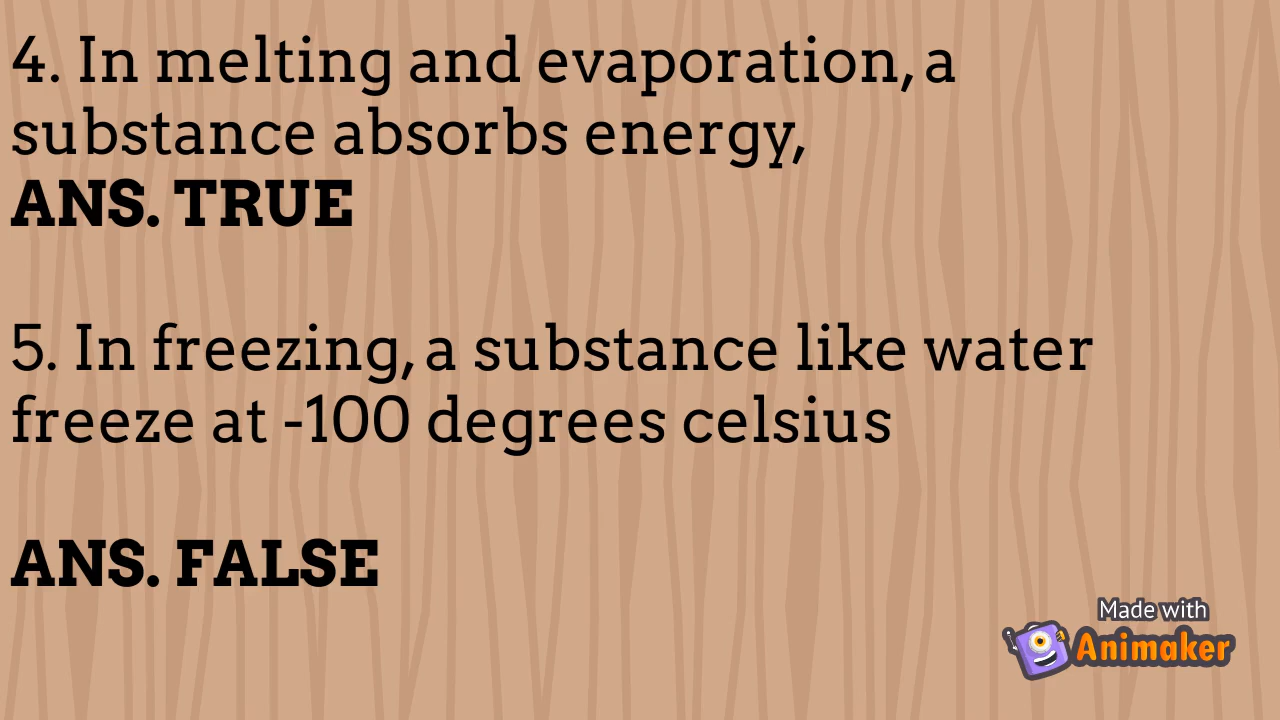 4. In melting and evaporation, a
substance absorbs energy,
ANS. TRUE
5. In freezing, a substance like water
freeze at -100 degrees celsius
ANS. FALSE
Made with
Animaker